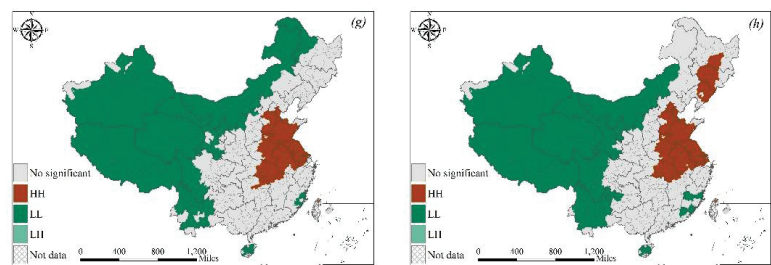 (g)
N
W E
S
No significant
HH
LL
LH
Not data
0 400 800 1,200
Miles
(h)
N
W E
S
No significant
HH
LL
LH
Not data
0 400 800 1,200
Miles